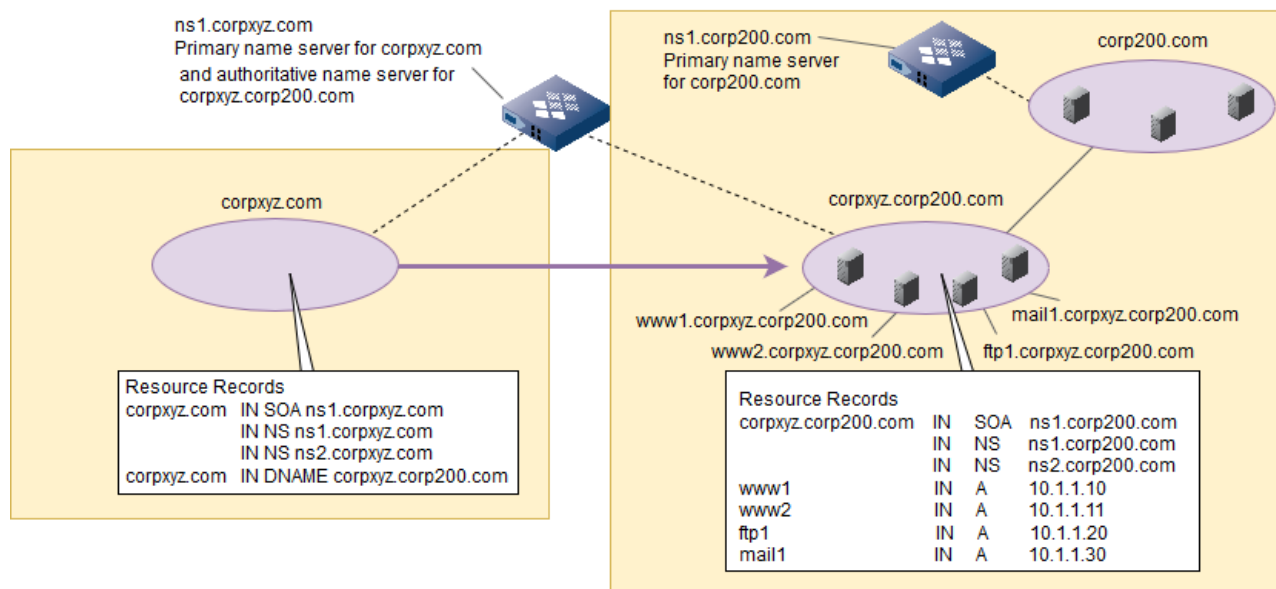 ns1.corpxyz.com
Primary name server for corpxyz.com
and authoritative name server for
corpxyz.corp200.com
ns1.corp200.com
Primary name server
for corp200.com
corp200.com
corpxyz.com
corpxyz.corp200.com
www1.corpxyz.corp200.com
mail1.corpxyz.corp200.com
www2.corpxyz.corp200.com
ftp1.corpxyz.corp200.com
Resource Records
corpxyz.com IN SOA ns1.corpxyz.com
IN NS ns1.corpxyz.com
IN NS ns2.corpxyz.com
corpxyz.com IN DNAME corpxyz.corp200.com
Resource Records
corpxyz.corp200.com IN SOA ns1.corp200.com
IN NS ns1.corp200.com
IN NS ns2.corp200.com
www1 IN A 10.1.1.10
www2 IN A 10.1.1.11
ftp1 IN A 10.1.1.20
mail1 IN A 10.1.1.30